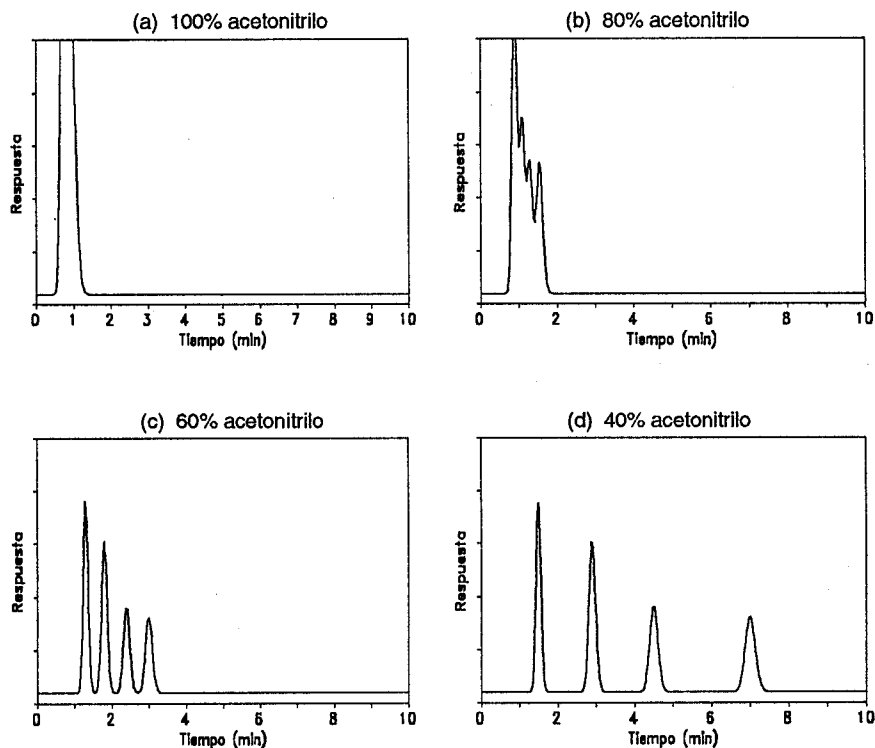 (a) 100% acetonitrilo
Respuesta
0 1 2 3 4 5 6 7 8 9 10
Tiempo (min)
(b) 80% acetonitrilo
Respuesta
0 2 4 6 8 10
Tiempo (min)
(c) 60% acetonitrilo
Respuesta
0 2 4 6 8 10
Tiempo (min)
(d) 40% acetonitrilo
Respuesta
0 2 4 6 8 10
Tiempo (min)